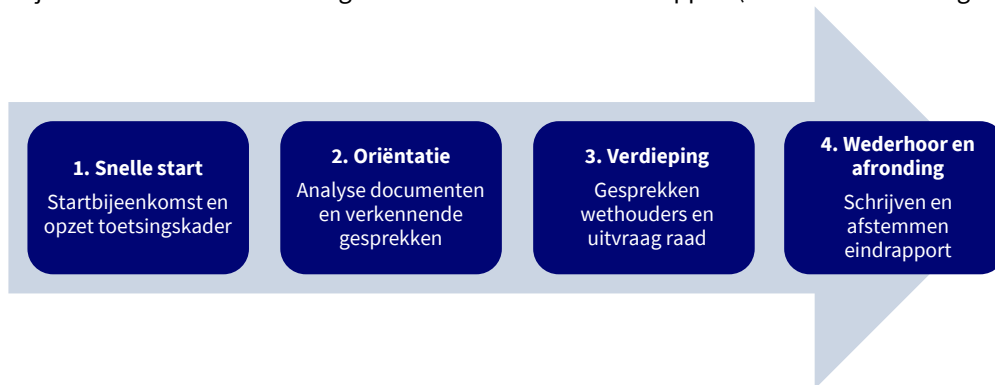 1. Snelle start
Startbijeenkomst en
opzet toetsingskader
2. Oriëntatie
Analyse documenten
en verkennende
gesprekken
3. Verdieping
Gesprekken
wethouders en
uitvraag raad
4. Wederhoor en
afronding
Schrijven en
afstemmen
eindrapport